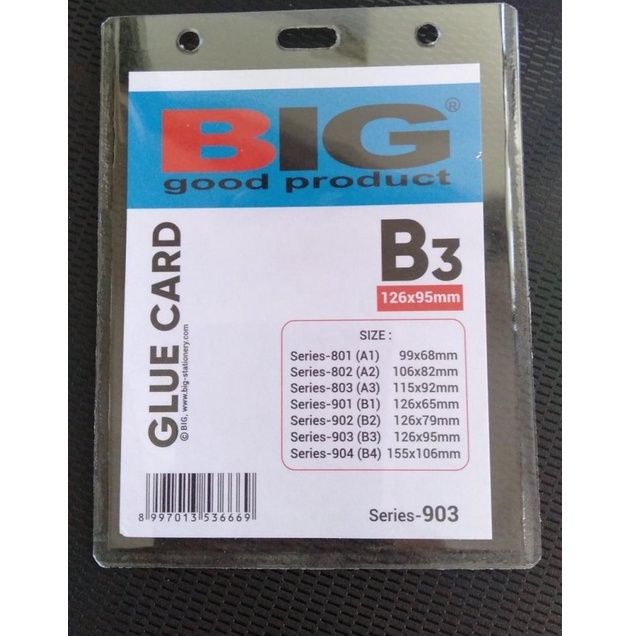 BIG®
good product
B3
126x95mm
GLUE CARD
© BIG, www.big-stationery.com
SIZE :
Series-801 (A1) 99x68mm
Series-802 (A2) 106x82mm
Series-803 (A3) 115x92mm
Series-901 (B1) 126x65mm
Series-902 (B2) 126x79mm
Series-903 (B3) 126x95mm
Series-904 (B4) 155x106mm
8 997013 536669
Series-903